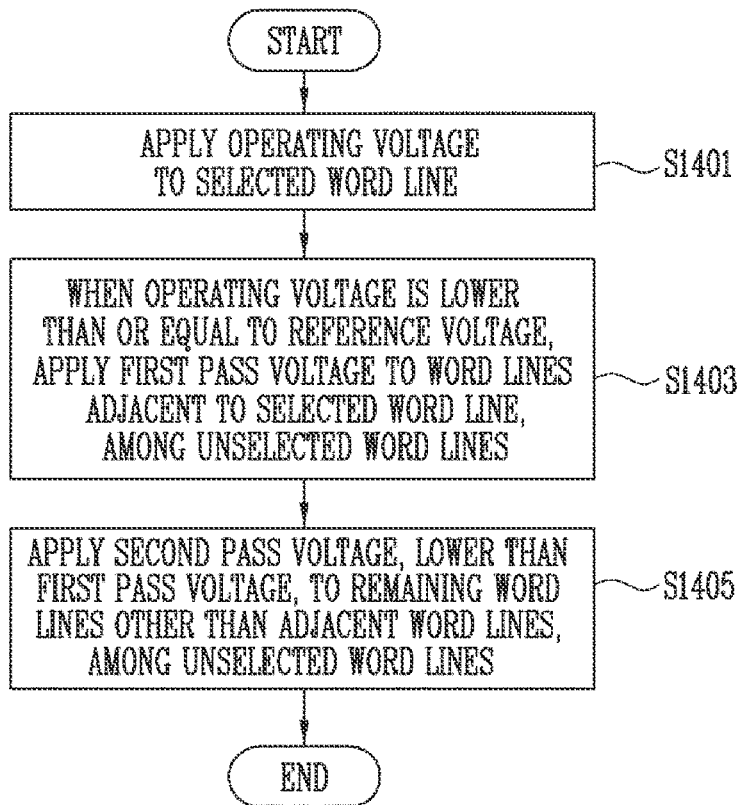 START
APPLY OPERATING VOLTAGE
TO SELECTED WORD LINE
S1401
WHEN OPERATING VOLTAGE IS LOWER
THAN OR EQUAL TO REFERENCE VOLTAGE,
APPLY FIRST PASS VOLTAGE TO WORD LINES
ADJACENT TO SELECTED WORD LINE,
AMONG UNSELECTED WORD LINES
S1403
APPLY SECOND PASS VOLTAGE, LOWER THAN
FIRST PASS VOLTAGE, TO REMAINING WORD
LINES OTHER THAN ADJACENT WORD LINES,
AMONG UNSELECTED WORD LINES
S1405
END